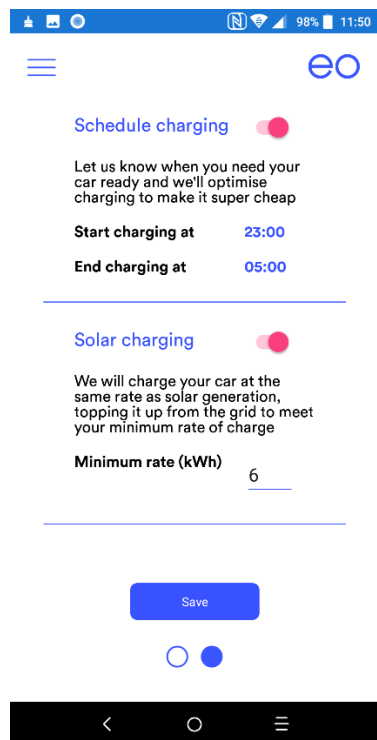 98% 11:50
eo
Schedule charging
Let us know when you need your
car ready and we'll optimise
charging to make it super cheap
Start charging at 23:00
End charging at 05:00
Solar charging
We will charge your car at the
same rate as solar generation,
topping it up from the grid to meet
your minimum rate of charge
Minimum rate (kWh)
6
Save